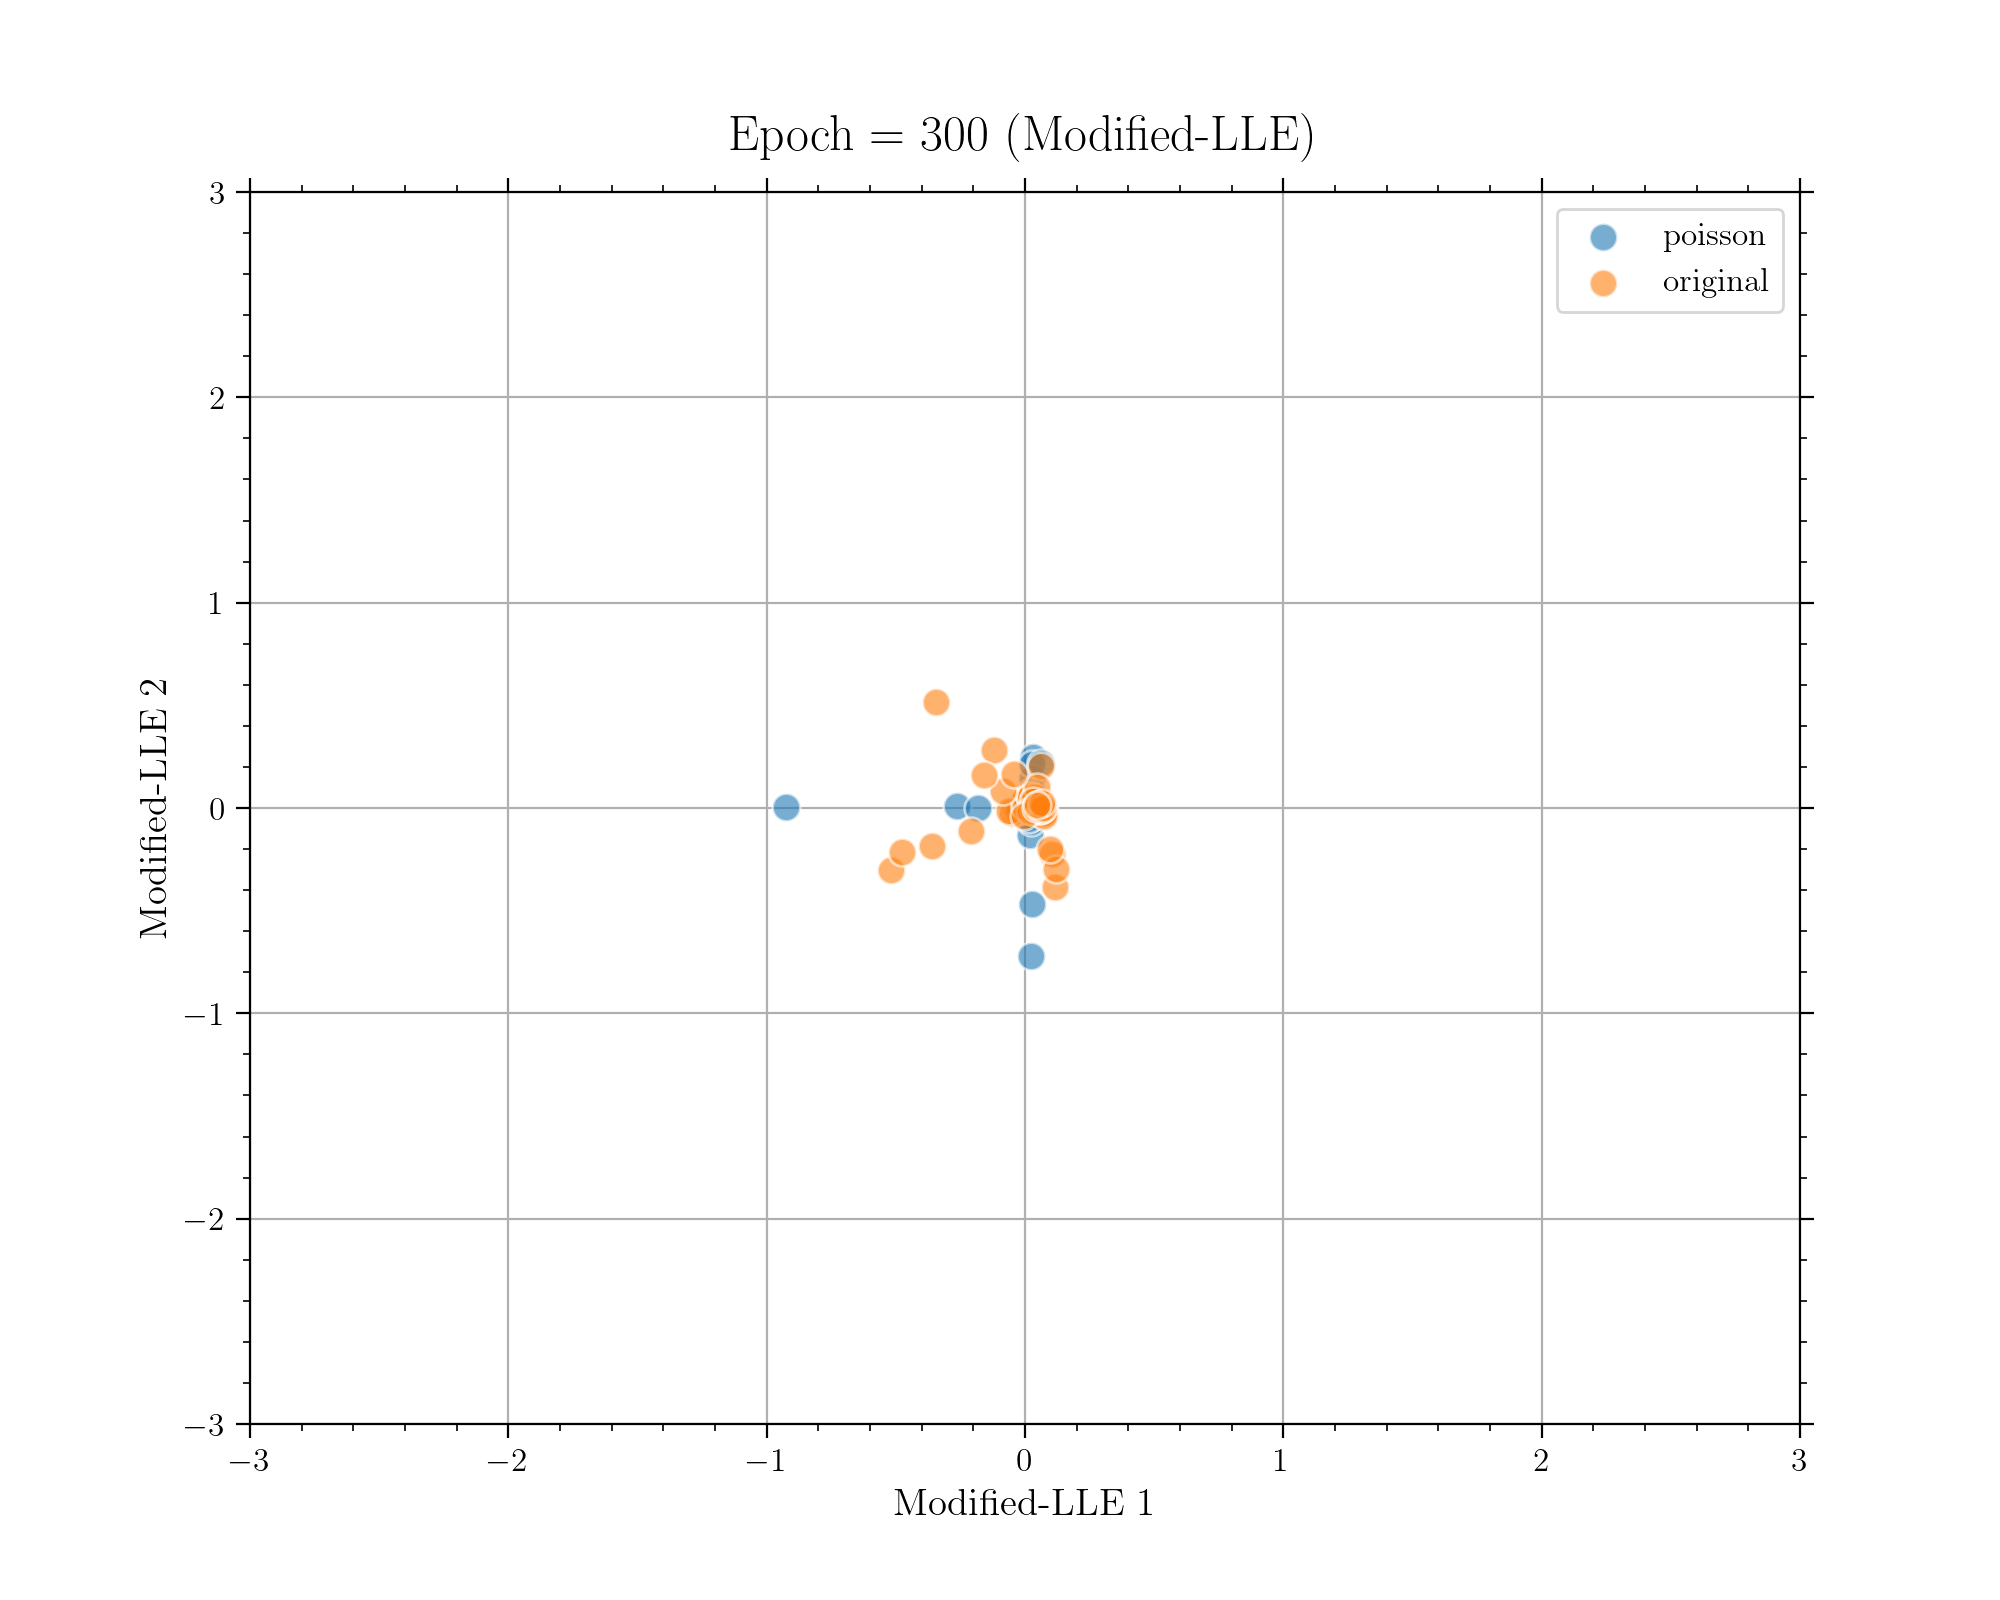 Epoch = 300 (Modified-LLE)
3
2
1
0
−1
−2
−3
Modified-LLE 2
poisson
original
−3
−2
−1
0
1
2
3
Modified-LLE 1